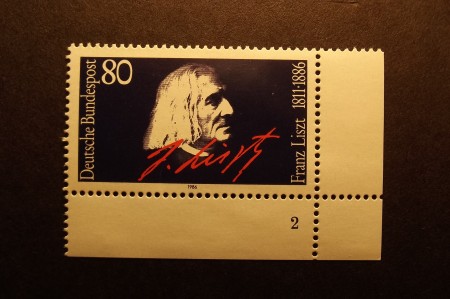 Deutsche Bundespost
80
F. Liszt
Franz Liszt 1811-1886
1986
2